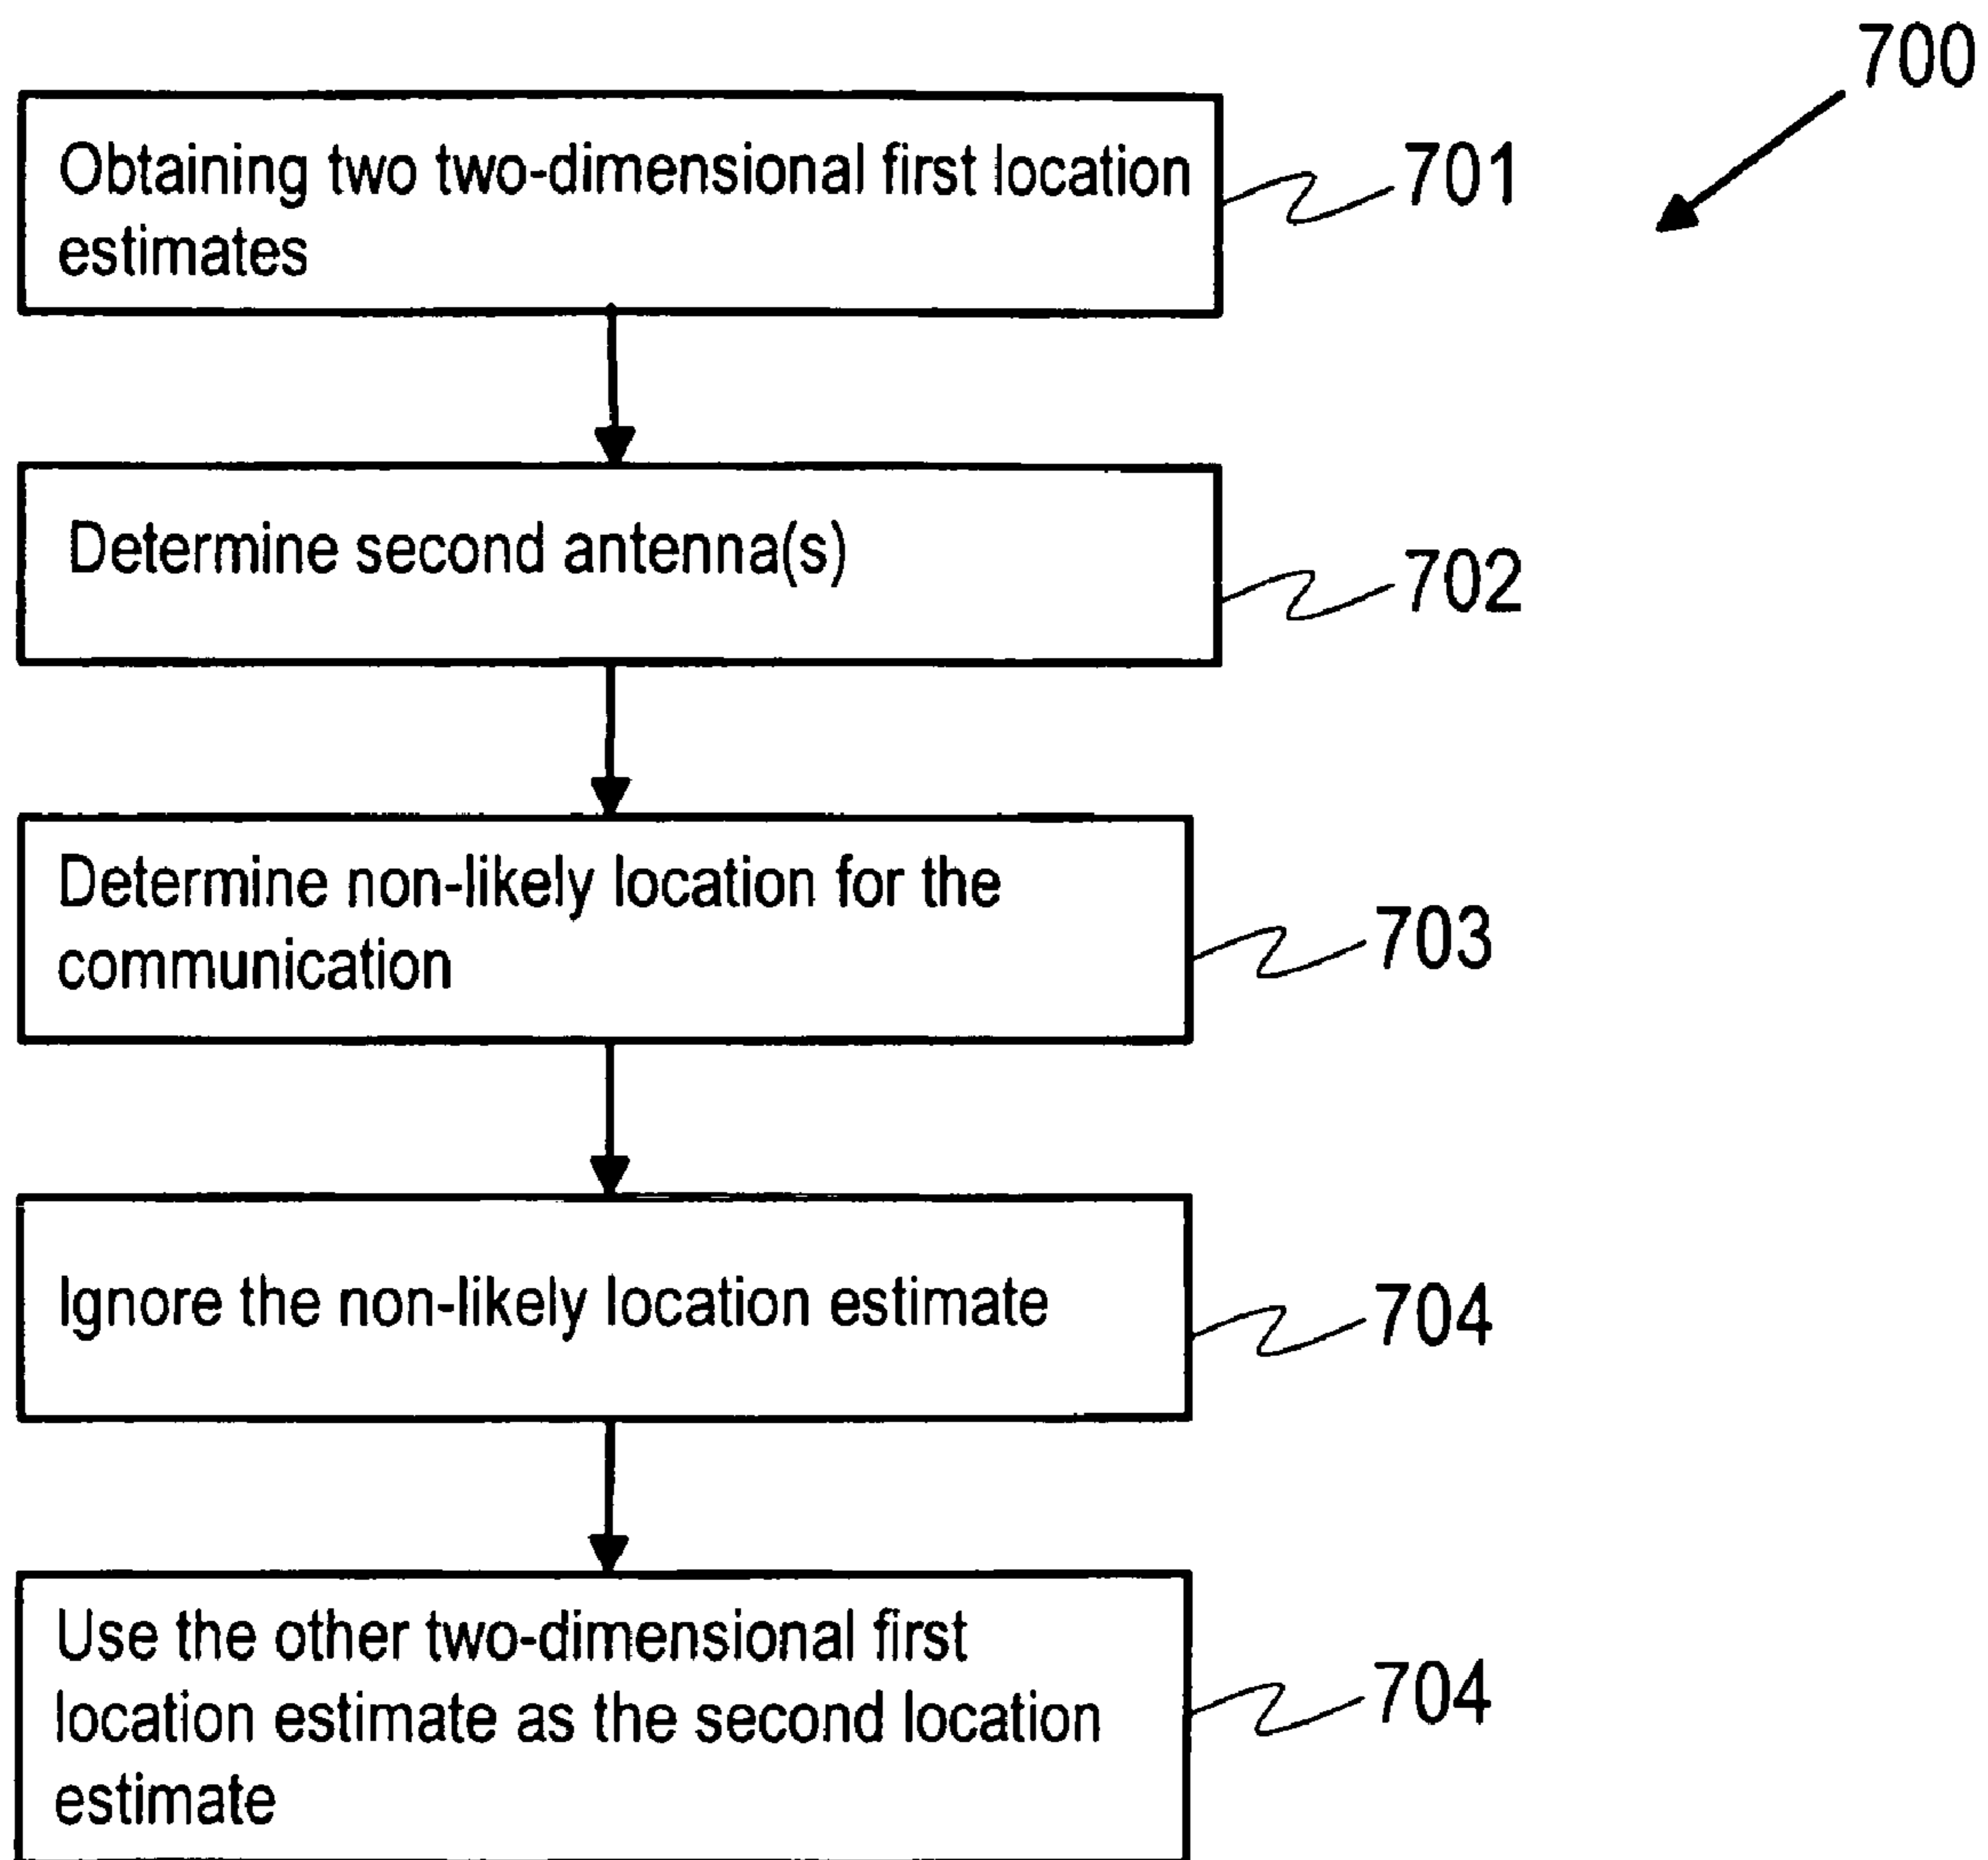 700
Obtaining two two-dimensional first location
estimates
701
Determine second antenna(s)
702
Determine non-likely location for the
communication
703
Ignore the non-likely location estimate
704
Use the other two-dimensional first
location estimate as the second location
estimate
704